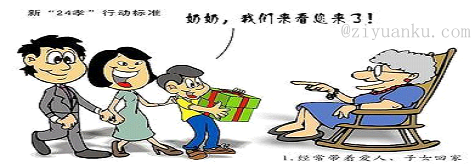 新“24孝”行动标准
奶奶，我们来看您来了！
@ziyuanku.com
1.经常带着爱人、子女回家